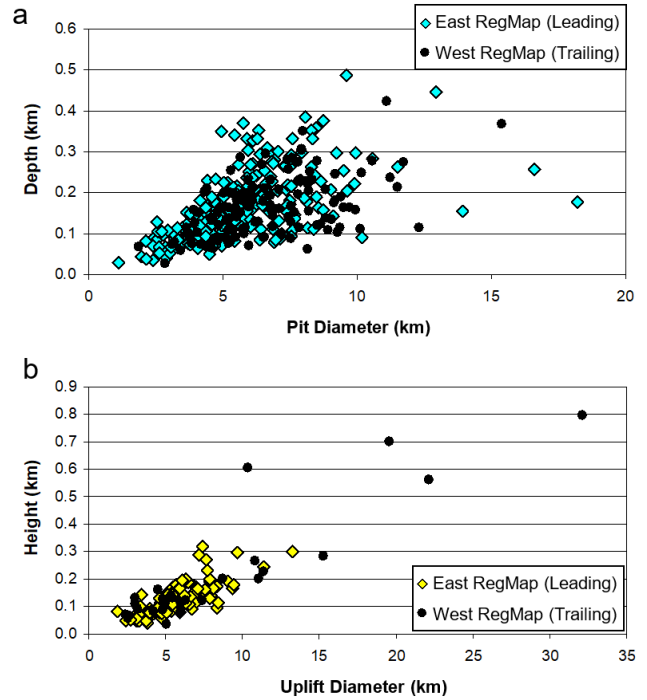 a
0.6
East RegMap (Leading)
West RegMap (Trailing)
0.5
0.4
0.3
0.2
0.1
0.0
Depth (km)
0 5 10 15 20
Pit Diameter (km)
b
0.9
0.8
0.7
0.6
0.5
0.4
0.3
0.2
0.1
0.0
Height (km)
East RegMap (Leading)
West RegMap (Trailing)
0 5 10 15 20 25 30 35
Uplift Diameter (km)